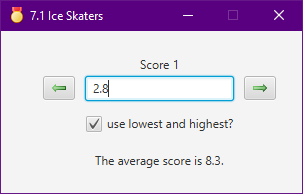 7.1 Ice Skaters
Score 1
2.8
use lowest and highest?
The average score is 8.3.